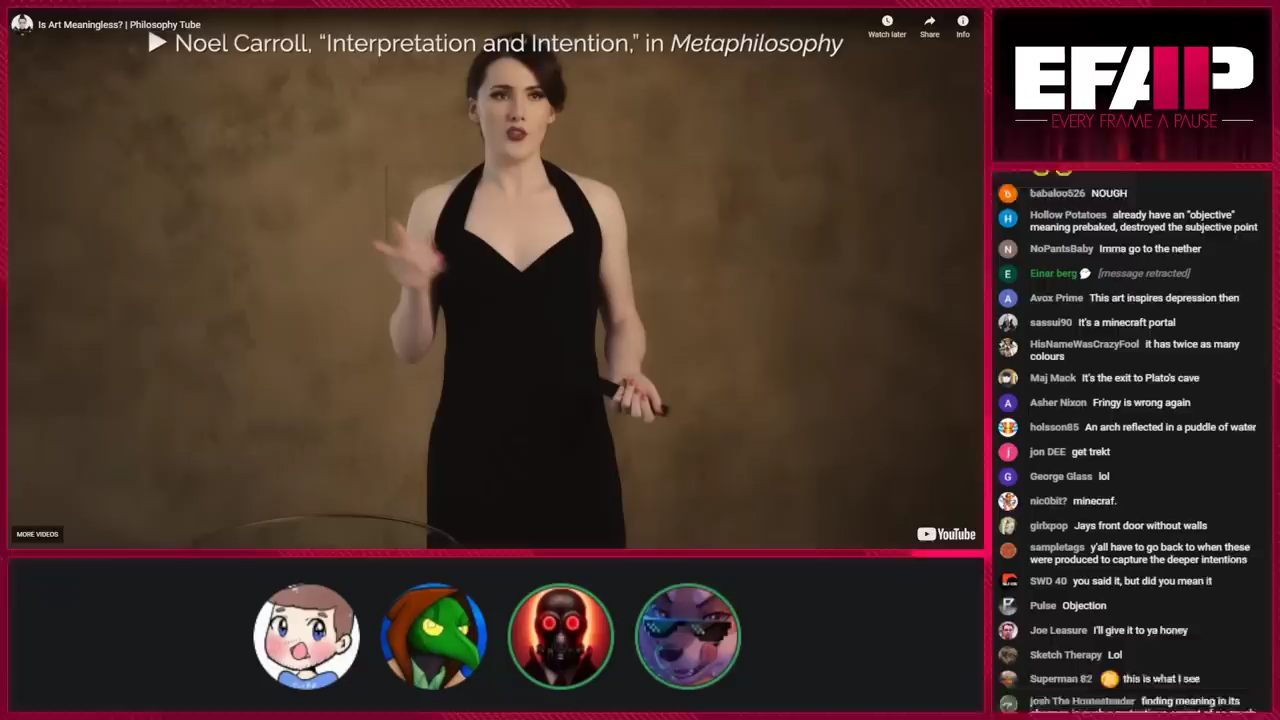 Is Art Meaningless? | Philosophy Tube
Noel Carroll, “Interpretation and Intention,” in Metaphilosophy
Watch later
Share
Info
MORE VIDEOS
YouTube
EFAP
EVERY FRAME A PAUSE
babaloo526 NOUGH
Hollow Potatoes already have an "objective"
meaning prebaked, destroyed the subjective point
NoPantsBaby Imma go to the nether
Einar berg [message retracted]
Avox Prime This art inspires depression then
sassui90 It's a minecraft portal
HisNameWasCrazyFool it has twice as many
colours
Maj Mack It's the exit to Plato's cave
Asher Nixon Fringy is wrong again
holsson85 An arch reflected in a puddle of water
jon DEE get trekt
George Glass lol
nic0bit? minecraf.
girlxpop Jays front door without walls
sampletags y'all have to go back to when these
were produced to capture the deeper intentions
SWD 40 you said it, but did you mean it
Pulse Objection
Joe Leasure I'll give it to ya honey
Sketch Therapy Lol
Superman 82 this is what I see
Josh The Homesteader finding meaning in its